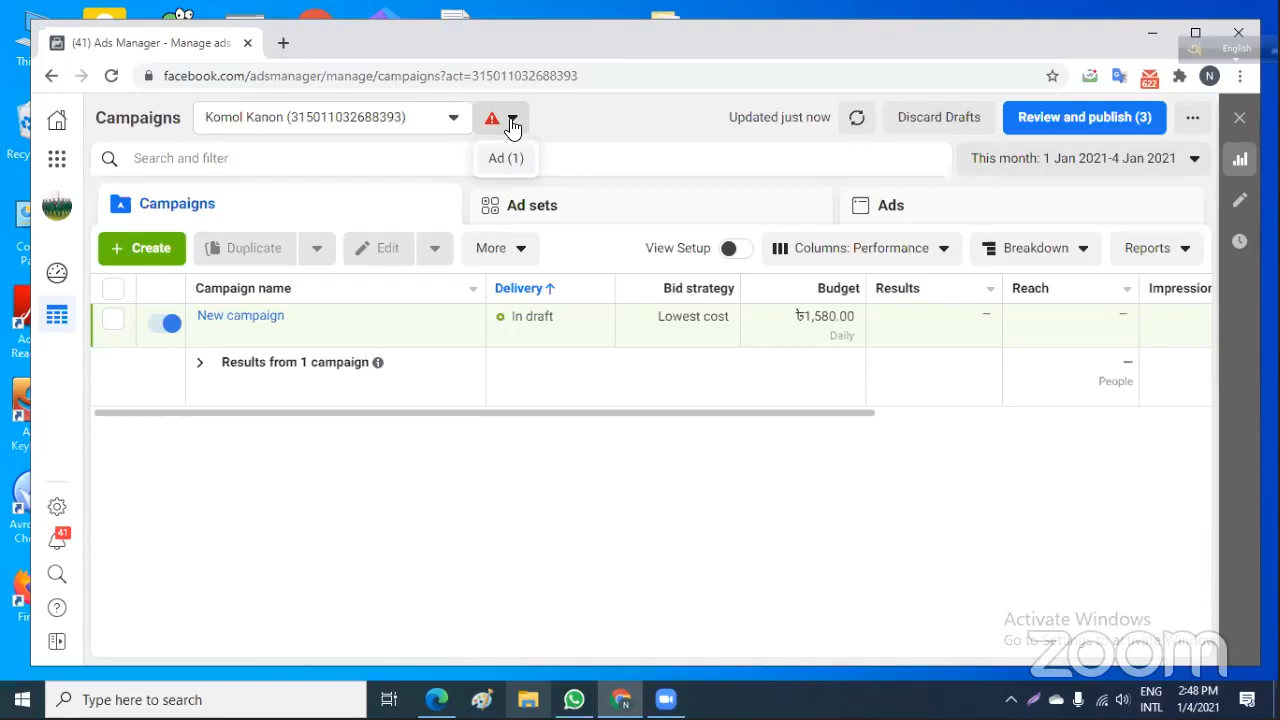 (41) Ads Manager - Manage ads
English
facebook.com/adsmanager/manage/campaigns?act=315011032688393
622
N
Campaigns
Komol Kanon (315011032688393)
Updated just now
Discard Drafts
Review and publish (3)
Search and filter
Ad (1)
This month: 1 Jan 2021-4 Jan 2021
Campaigns
Ad sets
Ads
+ Create
Duplicate
Edit
More
View Setup
Columns: Performance
Breakdown
Reports
Campaign name
Delivery ↑
Bid strategy
Budget
Results
Reach
Impression
New campaign
In draft
Lowest cost
৳1,580.00
Daily
–
–
Results from 1 campaign
–
People
41
Activate Windows
zoom
Type here to search
ENG
INTL
2:48 PM
1/4/2021